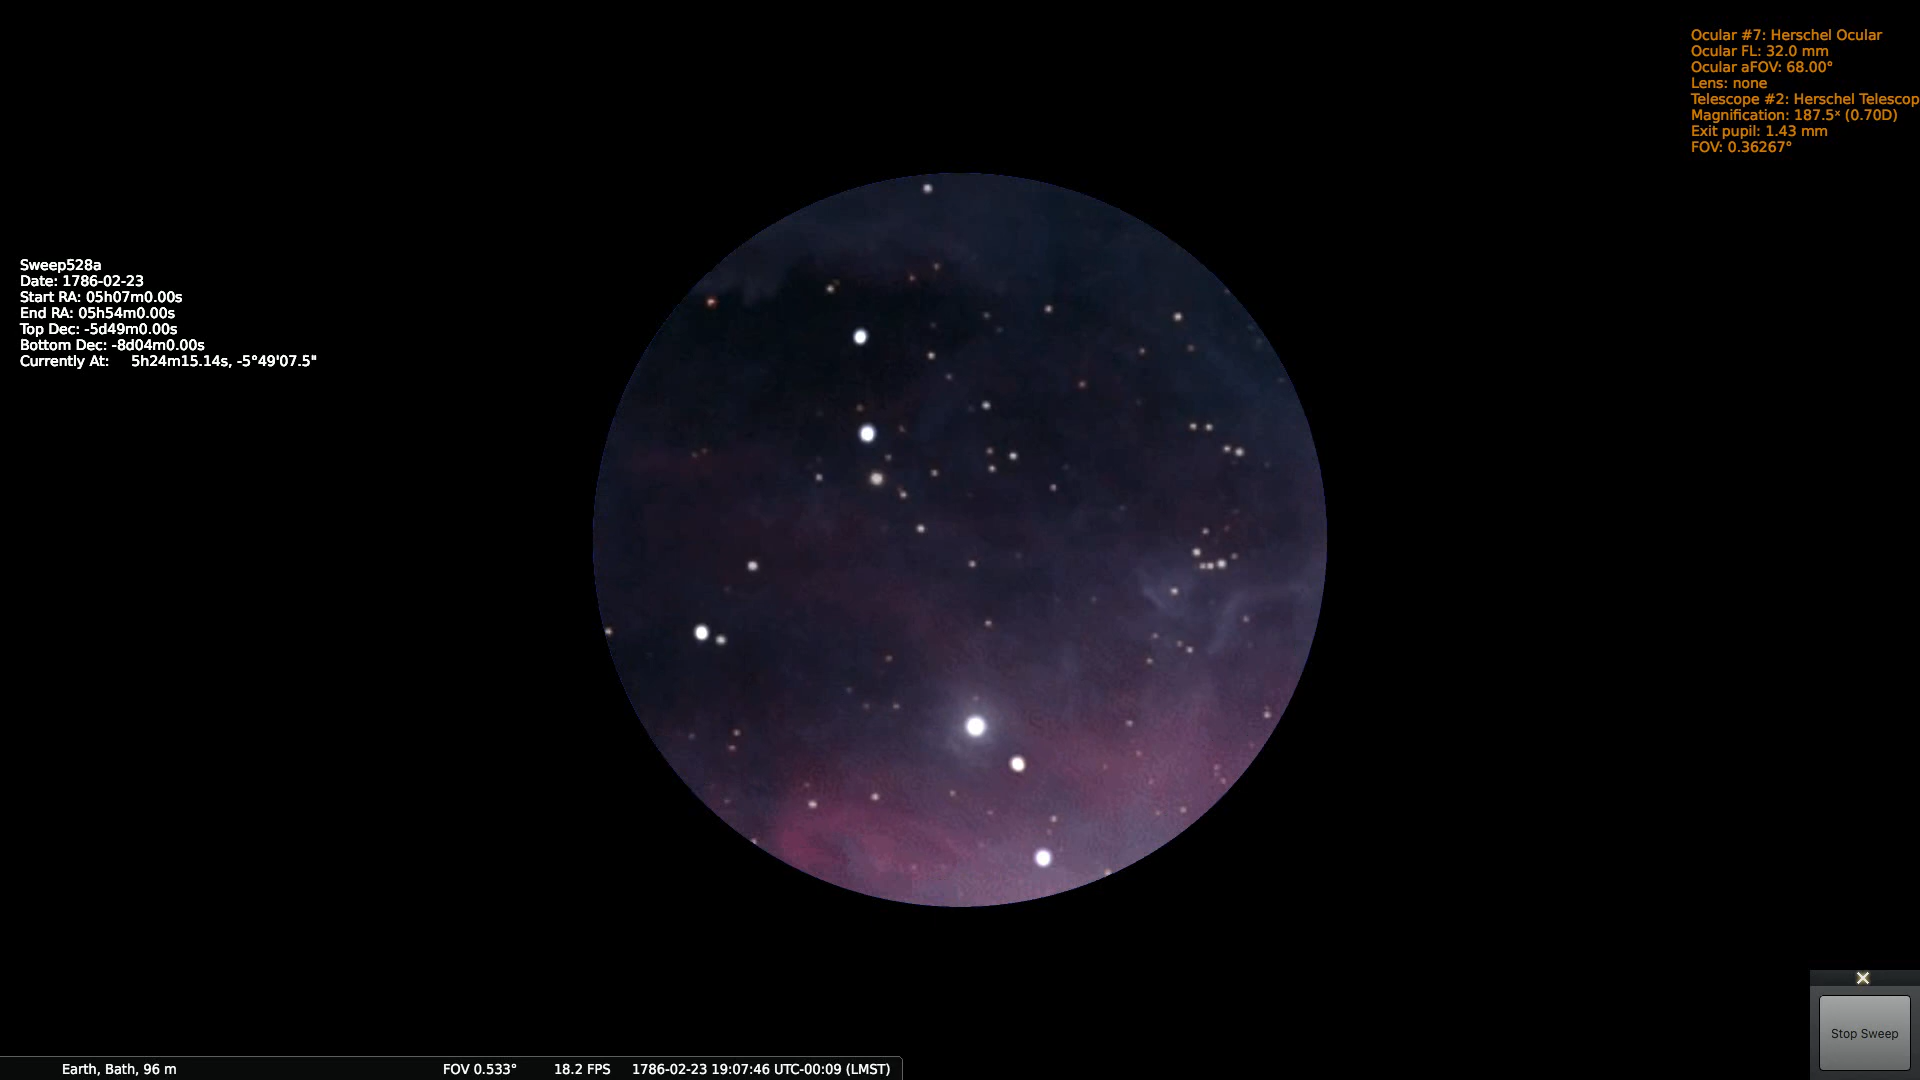 Ocular #7: Herschel Ocular
Ocular FL: 32.0 mm
Ocular aFOV: 68.00°
Lens: none
Telescope #2: Herschel Telescop
Magnification: 187.5ˣ (0.70D)
Exit pupil: 1.43 mm
FOV: 0.36267°
Sweep528a
Date: 1786-02-23
Start RA: 05h07m0.00s
End RA: 05h54m0.00s
Top Dec: -5d49m0.00s
Bottom Dec: -8d04m0.00s
Currently At: 5h24m15.14s, -5°49'07.5"
Stop Sweep
Earth, Bath, 96 m FOV 0.533° 18.2 FPS 1786-02-23 19:07:46 UTC-00:09 (LMST)